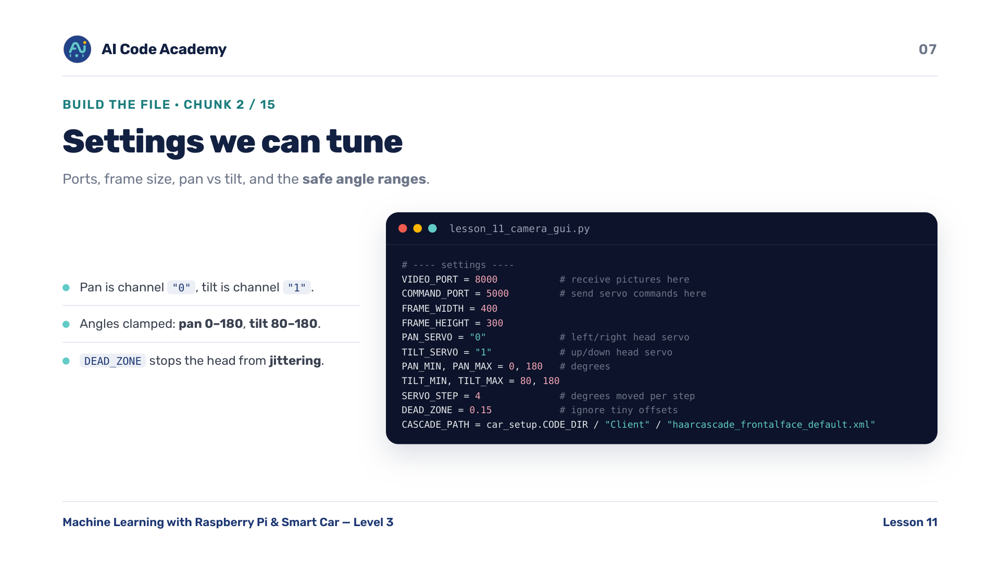 AI Code Academy
07
BUILD THE FILE • CHUNK 2 / 15
Settings we can tune
Ports, frame size, pan vs tilt, and the safe angle ranges.
Pan is channel "0", tilt is channel "1".
Angles clamped: pan 0–180, tilt 80–180.
DEAD_ZONE stops the head from jittering.
lesson_11_camera_gui.py
# ---- settings ----
VIDEO_PORT = 8000 # receive pictures here
COMMAND_PORT = 5000 # send servo commands here
FRAME_WIDTH = 400
FRAME_HEIGHT = 300
PAN_SERVO = "0" # left/right head servo
TILT_SERVO = "1" # up/down head servo
PAN_MIN, PAN_MAX = 0, 180 # degrees
TILT_MIN, TILT_MAX = 80, 180
SERVO_STEP = 4 # degrees moved per step
DEAD_ZONE = 0.15 # ignore tiny offsets
CASCADE_PATH = car_setup.CODE_DIR / "Client" / "haarcascade_frontalface_default.xml"
Machine Learning with Raspberry Pi & Smart Car — Level 3
Lesson 11